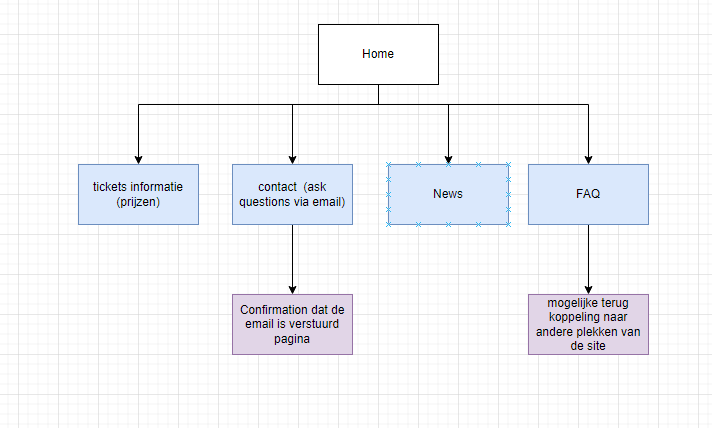 Home
tickets informatie
(prijzen)
contact (ask
questions via email)
News
FAQ
Confirmation dat de
email is verstuurd
pagina
mogelijke terug
koppeling naar
andere plekken van
de site